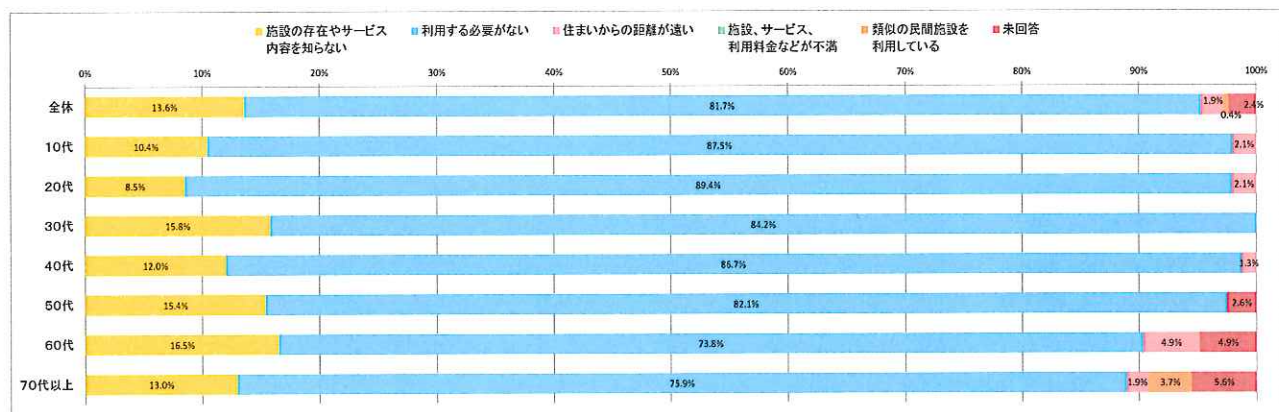 施設の存在やサービス
内容を知らない
利用する必要がない
住まいからの距離が遠い
施設、サービス、
利用料金などが不満
類似の民間施設を
利用している
未回答
0% 10% 20% 30% 40% 50% 60% 70% 80% 90% 100%
全体 13.6% 81.7% 1.9% 0.4% 2.4%
10代 10.4% 87.5% 2.1%
20代 8.5% 89.4% 2.1%
30代 15.8% 84.2%
40代 12.0% 86.7% 1.3%
50代 15.4% 82.1% 2.6%
60代 16.5% 73.8% 4.9% 4.9%
70代以上 13.0% 75.9% 1.9% 3.7% 5.6%